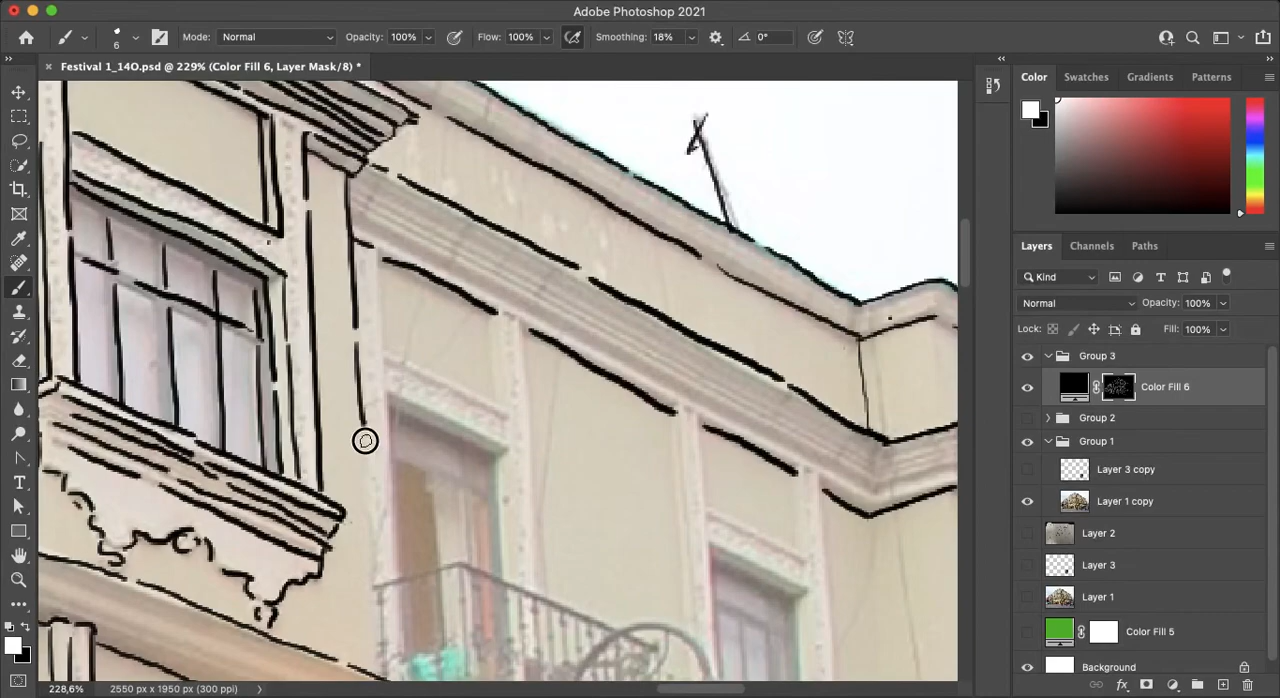 Adobe Photoshop 2021
6 Mode: Normal Opacity: 100% Flow: 100% Smoothing: 18% 0°
Festival 1_14O.psd @ 229% (Color Fill 6, Layer Mask/8) *
Color Swatches Gradients Patterns
Layers Channels Paths
Kind
Normal Opacity: 100%
Lock: Fill: 100%
Group 3
Color Fill 6
Group 2
Group 1
Layer 3 copy
Layer 1 copy
Layer 2
Layer 3
Layer 1
Color Fill 5
Background
228,6% 2550 px x 1950 px (300 ppi)